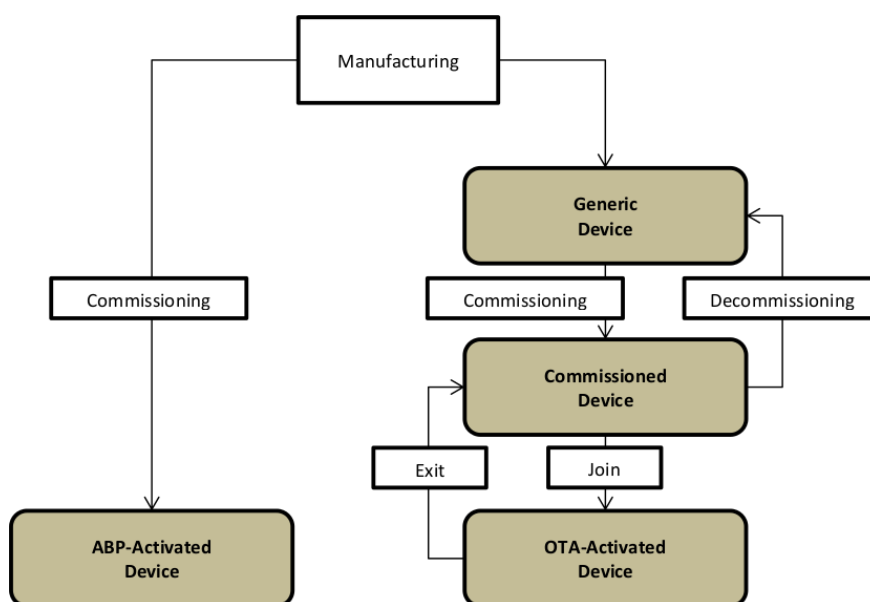 Manufacturing
Generic
Device
Commissioning
Commissioning
Decommissioning
Commissioned
Device
Exit
Join
ABP-Activated
Device
OTA-Activated
Device